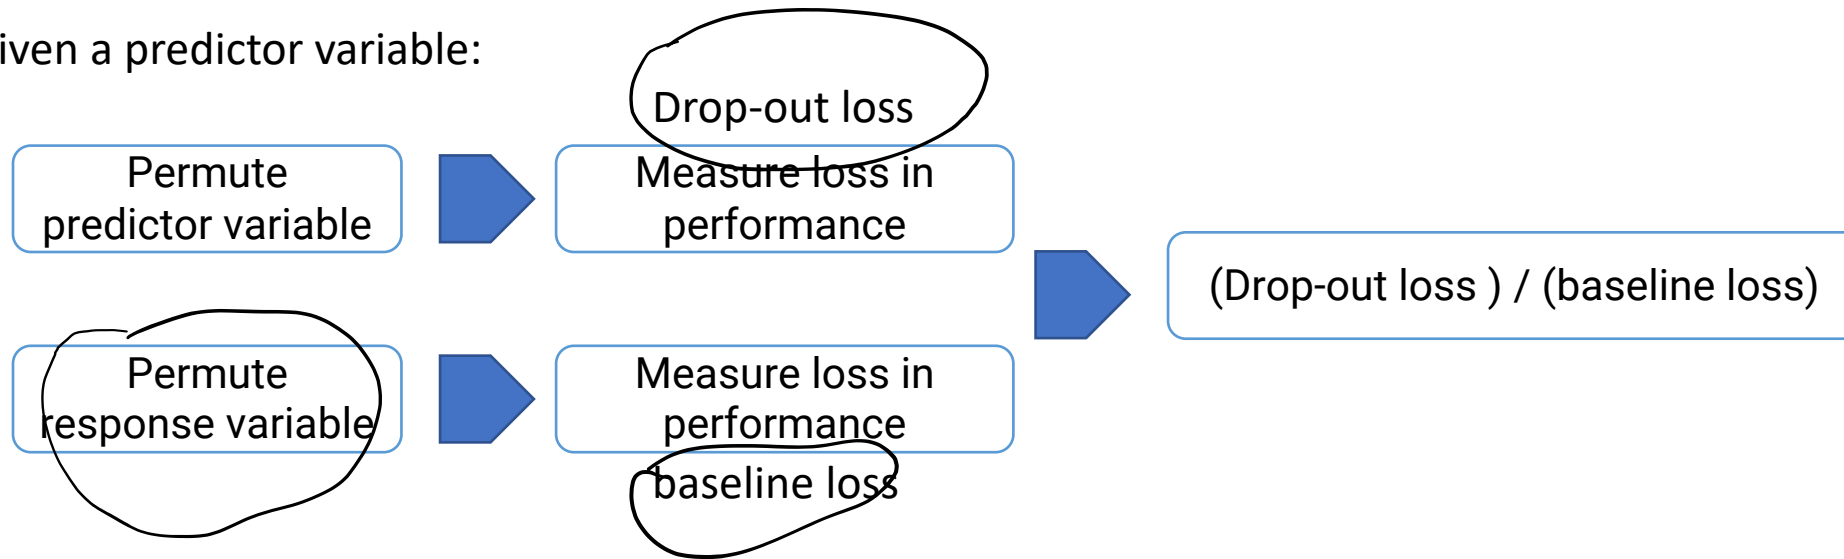 iven a predictor variable:
Drop-out loss
Permute
predictor variable
Measure loss in
performance
(Drop-out loss ) / (baseline loss)
Permute
response variable
Measure loss in
performance
baseline loss